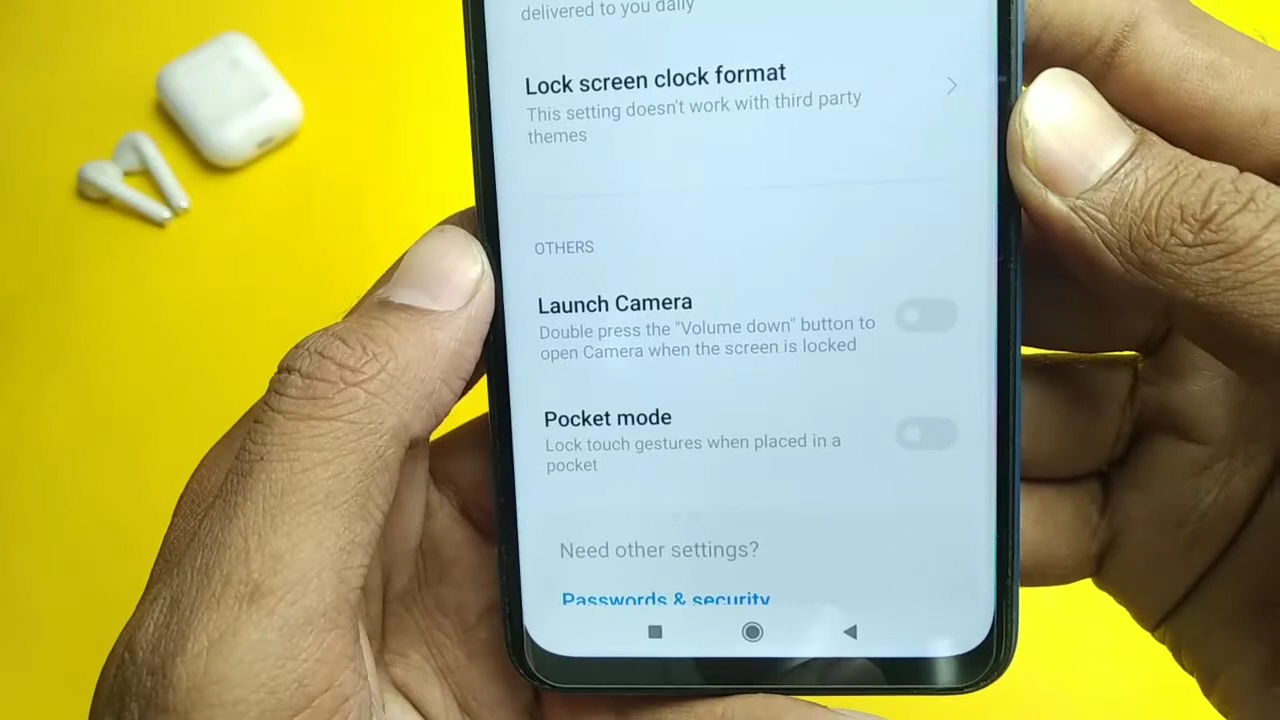 delivered to you daily
Lock screen clock format
This setting doesn't work with third party
themes
OTHERS
Launch Camera
Double press the "Volume down" button to
open Camera when the screen is locked
Pocket mode
Lock touch gestures when placed in a
pocket
Need other settings?
Passwords & security